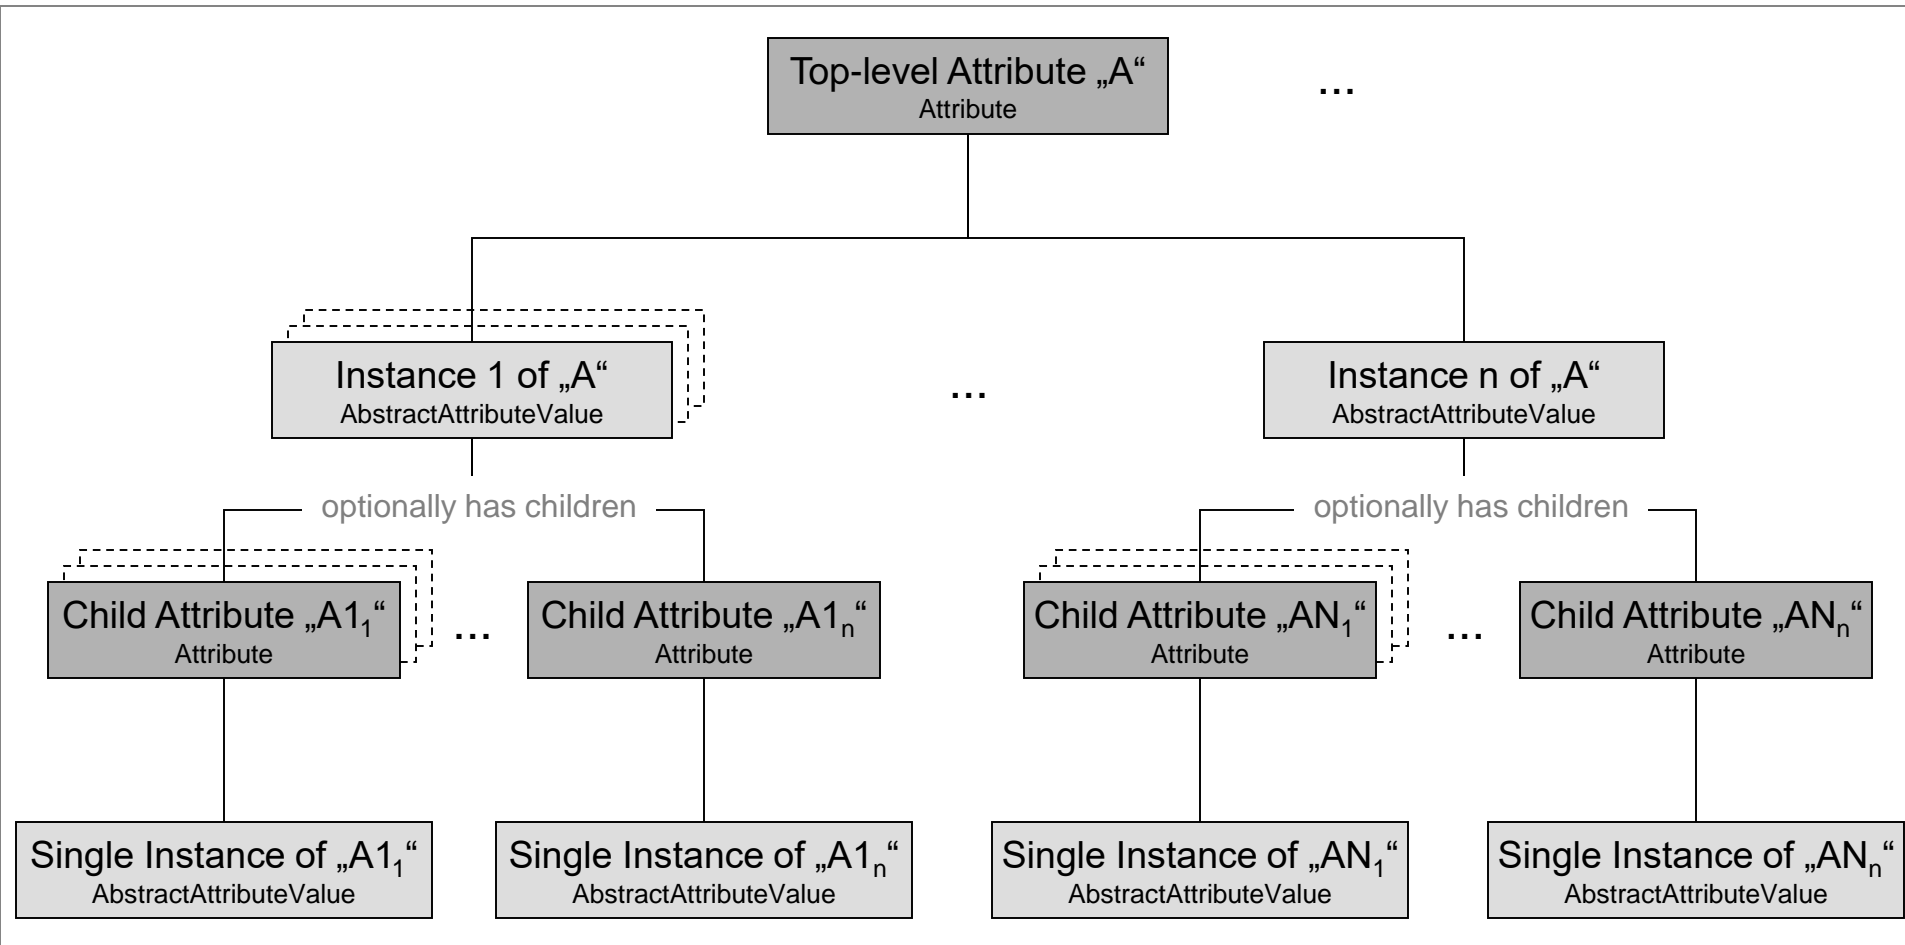 Top-level Attribute „A“
Attribute
...
Instance 1 of „A“
AbstractAttributeValue
...
Instance n of „A“
AbstractAttributeValue
optionally has children
optionally has children
Child Attribute „A1₁“
Attribute
...
Child Attribute „A1ₙ“
Attribute
Child Attribute „AN₁“
Attribute
...
Child Attribute „ANₙ“
Attribute
Single Instance of „A1₁“
AbstractAttributeValue
Single Instance of „A1ₙ“
AbstractAttributeValue
Single Instance of „AN₁“
AbstractAttributeValue
Single Instance of „ANₙ“
AbstractAttributeValue